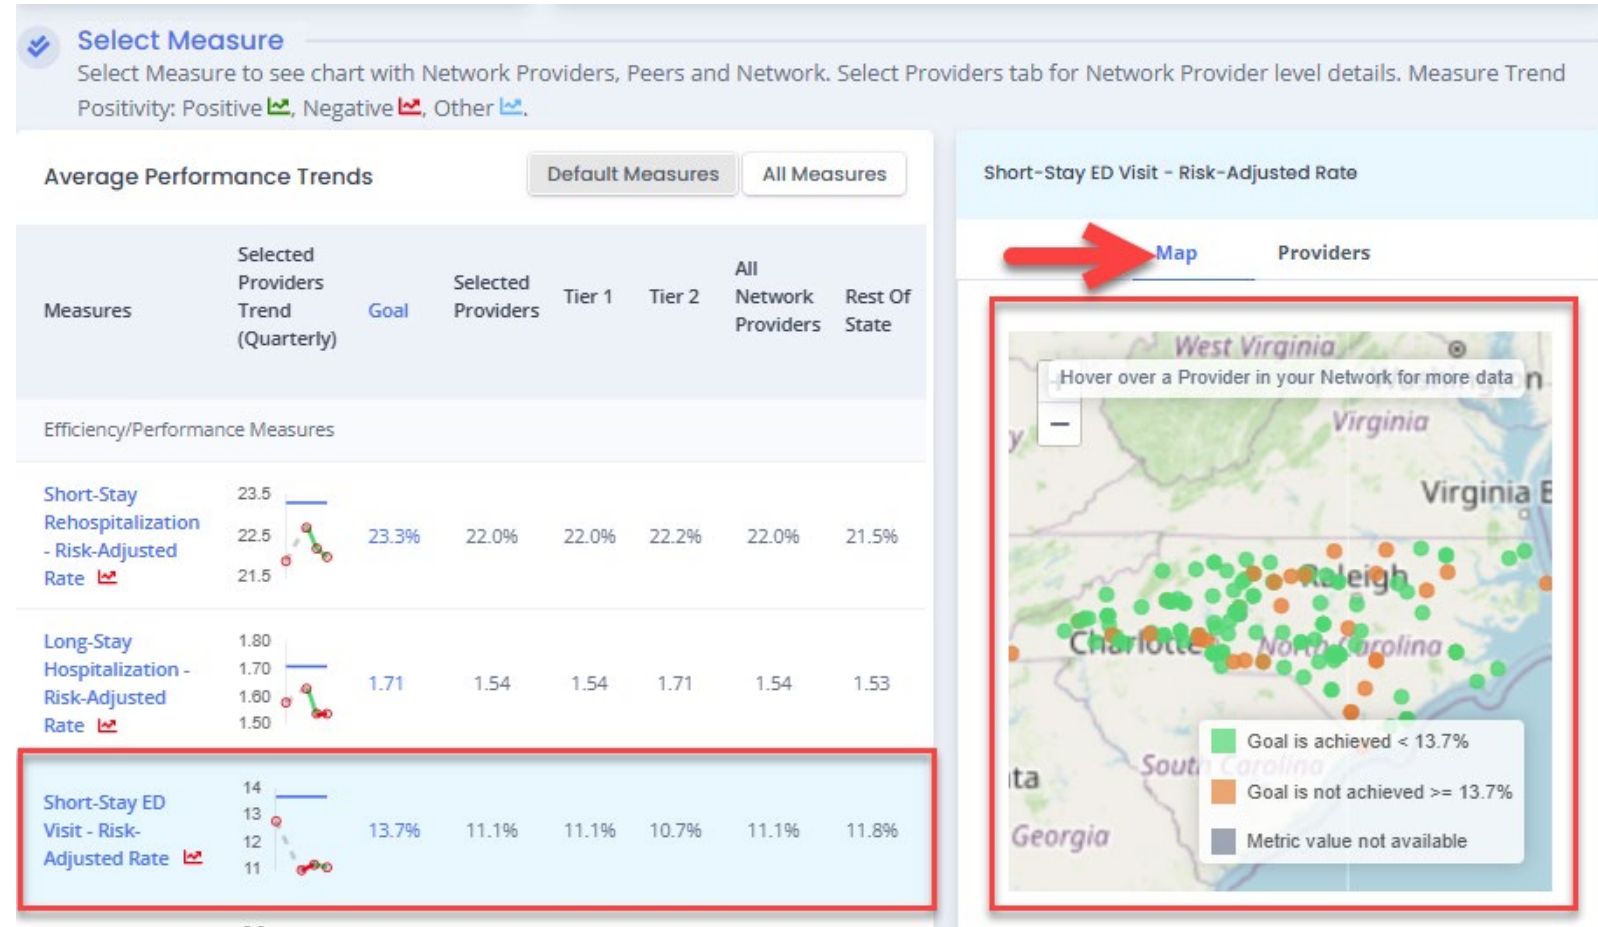 Select Measure
Select Measure to see chart with Network Providers, Peers and Network. Select Providers tab for Network Provider level details. Measure Trend
Positivity: Positive, Negative, Other.
Average Performance Trends
Default Measures
All Measures
Measures
Selected
Providers
Trend
(Quarterly)
Goal
Selected
Providers
Tier 1
Tier 2
All
Network
Providers
Rest Of
State
Efficiency/Performance Measures
Short-Stay
Rehospitalization
- Risk-Adjusted
Rate
23.5
22.5
21.5
23.3%
22.0%
22.0%
22.2%
22.0%
21.5%
Long-Stay
Hospitalization -
Risk-Adjusted
Rate
1.80
1.70
1.60
1.50
1.71
1.54
1.54
1.71
1.54
1.53
Short-Stay ED
Visit - Risk-
Adjusted Rate
14
13
12
11
13.7%
11.1%
11.1%
10.7%
11.1%
11.8%
Short-Stay ED Visit - Risk-Adjusted Rate
Map
Providers
West Virginia
Hover over a Provider in your Network for more data
Washington
−
Virginia
Virginia B
Raleigh
Charlotte
North Carolina
South Carolina
ta
Georgia
Goal is achieved < 13.7%
Goal is not achieved >= 13.7%
Metric value not available